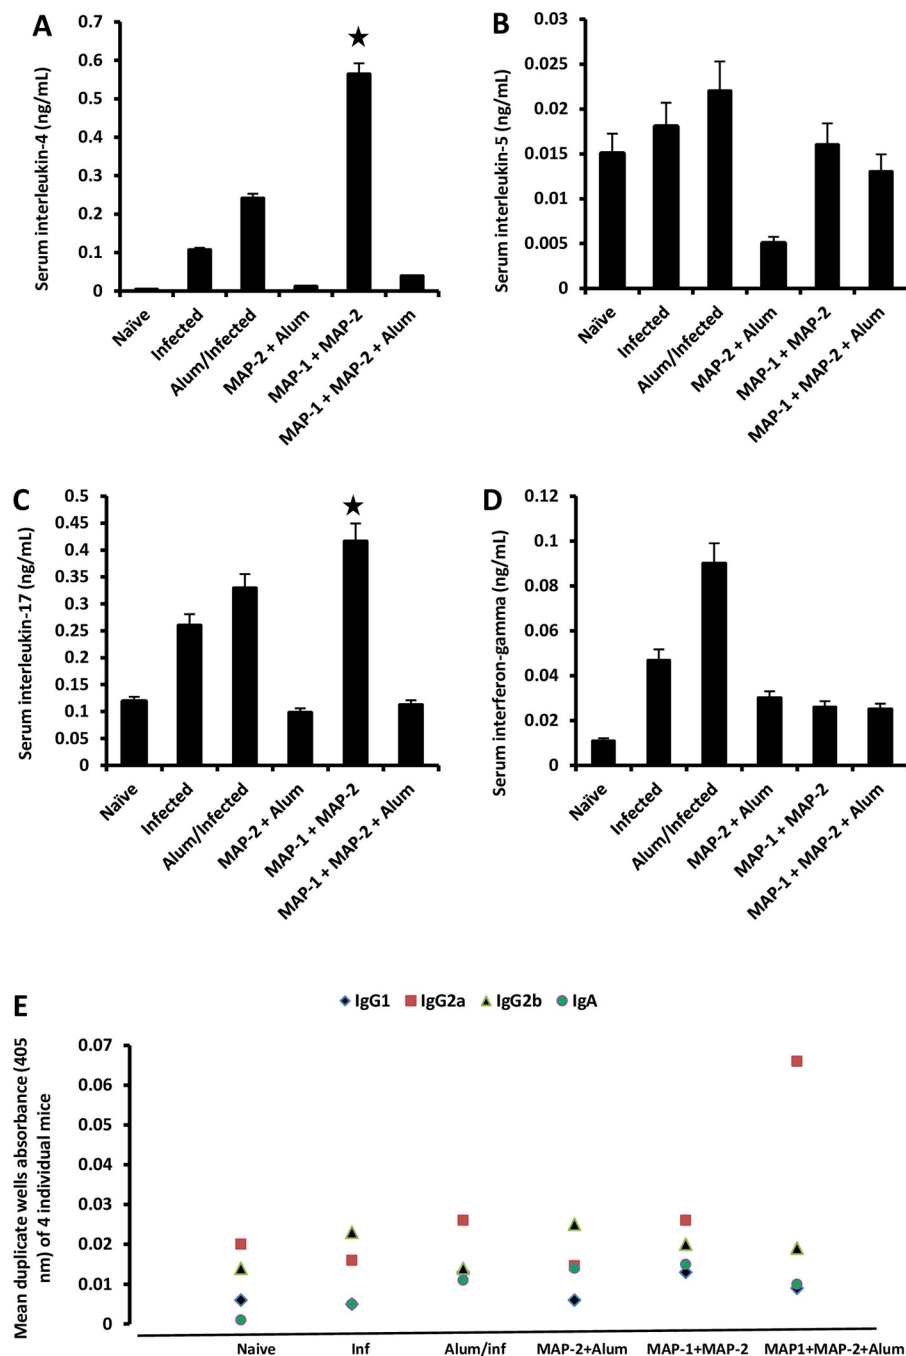 A
Serum interleukin-4 (ng/mL)
0.7
0.6
0.5
0.4
0.3
0.2
0.1
0
Naïve
Infected
Alum/Infected
MAP-2 + Alum
MAP-1 + MAP-2
MAP-1 + MAP-2 + Alum
B
Serum interleukin-5 (ng/mL)
0.03
0.025
0.02
0.015
0.01
0.005
0
Naïve
Infected
Alum/Infected
MAP-2 + Alum
MAP-1 + MAP-2
MAP-1 + MAP-2 + Alum
C
Serum interleukin-17 (ng/mL)
0.5
0.45
0.4
0.35
0.3
0.25
0.2
0.15
0.1
0.05
0
Naïve
Infected
Alum/Infected
MAP-2 + Alum
MAP-1 + MAP-2
MAP-1 + MAP-2 + Alum
D
Serum interferon-gamma (ng/mL)
0.12
0.1
0.08
0.06
0.04
0.02
0
Naïve
Infected
Alum/Infected
MAP-2 + Alum
MAP-1 + MAP-2
MAP-1 + MAP-2 + Alum
E
IgG1 IgG2a IgG2b IgA
Mean duplicate wells absorbance (405
nm) of 4 individual mice
0.07
0.06
0.05
0.04
0.03
0.02
0.01
0
Naive Inf Alum/inf MAP-2+Alum MAP-1+MAP-2 MAP1+MAP-2+Alum